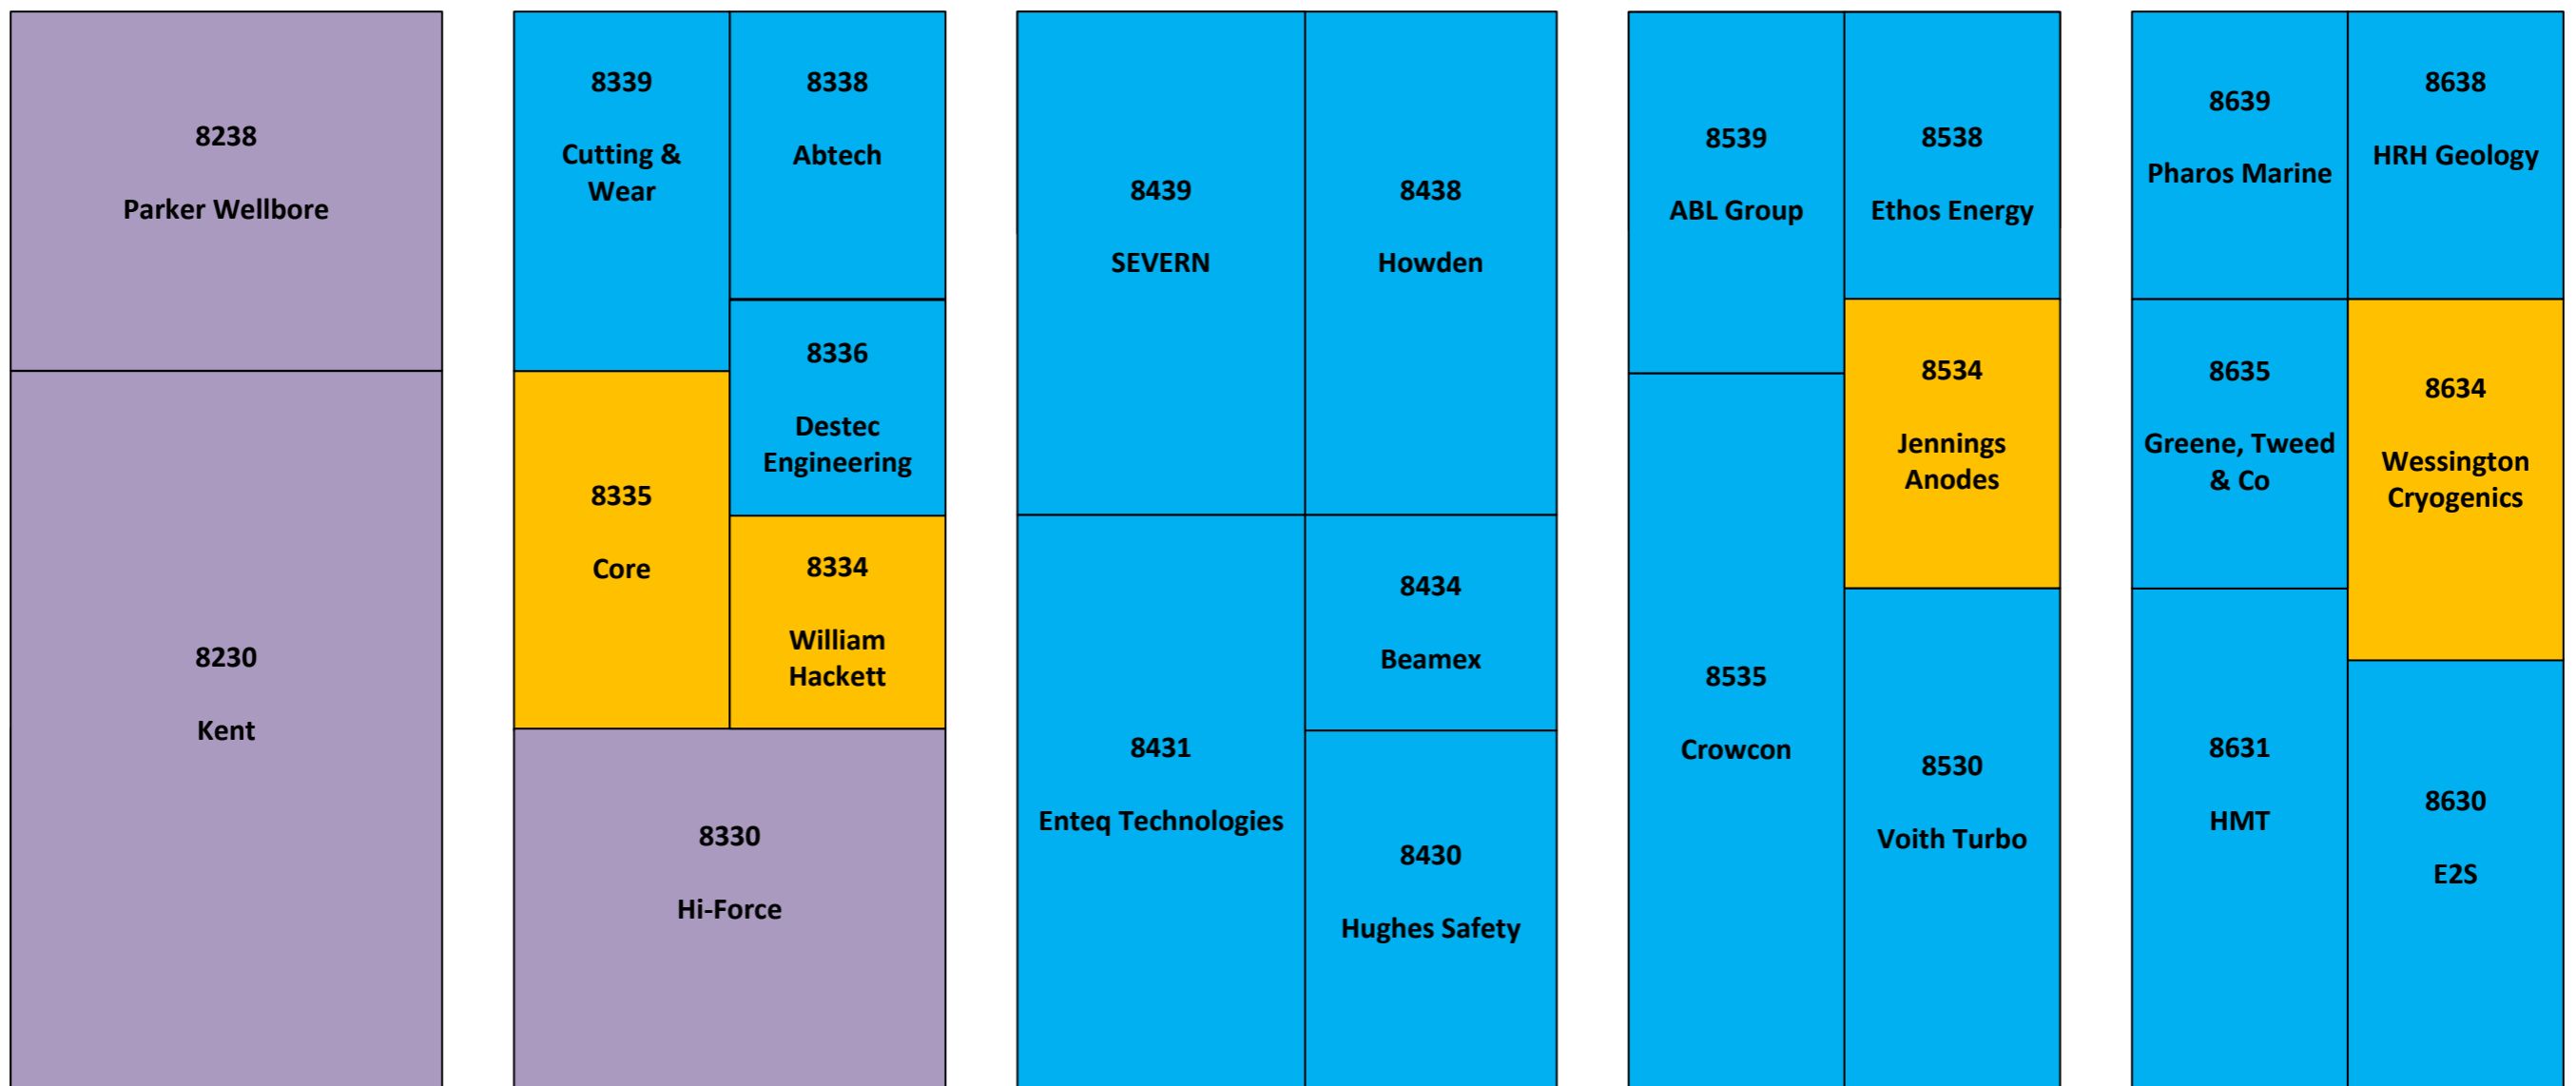 8238
Parker Wellbore
8230
Kent
8339
Cutting &
Wear
8338
Abtech
8336
Destec
Engineering
8335
Core
8334
William
Hackett
8330
Hi-Force
8439
SEVERN
8438
Howden
8434
Beamex
8431
Enteq Technologies
8430
Hughes Safety
8539
ABL Group
8538
Ethos Energy
8534
Jennings
Anodes
8535
Crowcon
8530
Voith Turbo
8639
Pharos Marine
8638
HRH Geology
8635
Greene, Tweed
& Co
8634
Wessington
Cryogenics
8631
HMT
8630
E2S